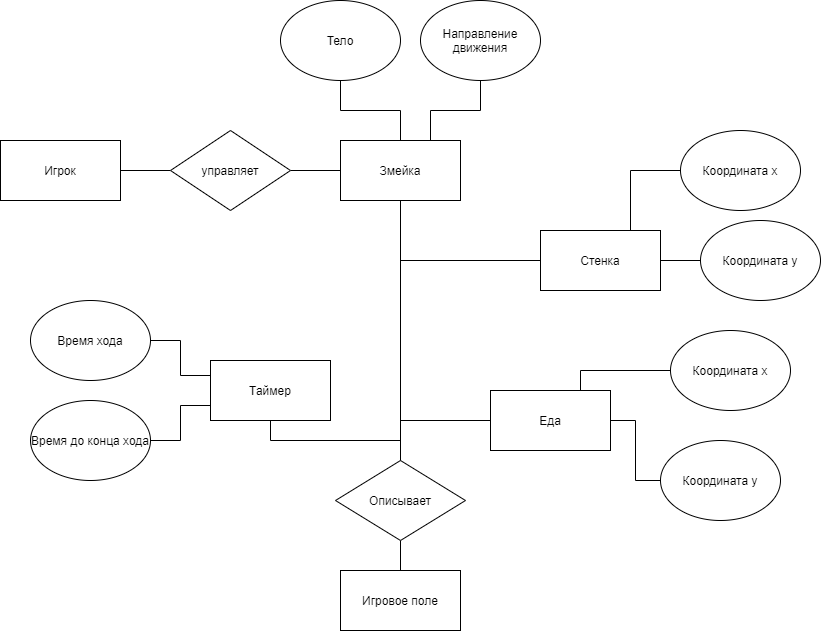 Тело
Направление
движения
Игрок
управляет
Змейка
Координата x
Стенка
Координата y
Время хода
Таймер
Координата x
Еда
Время до конца хода
Координата y
Описывает
Игровое поле